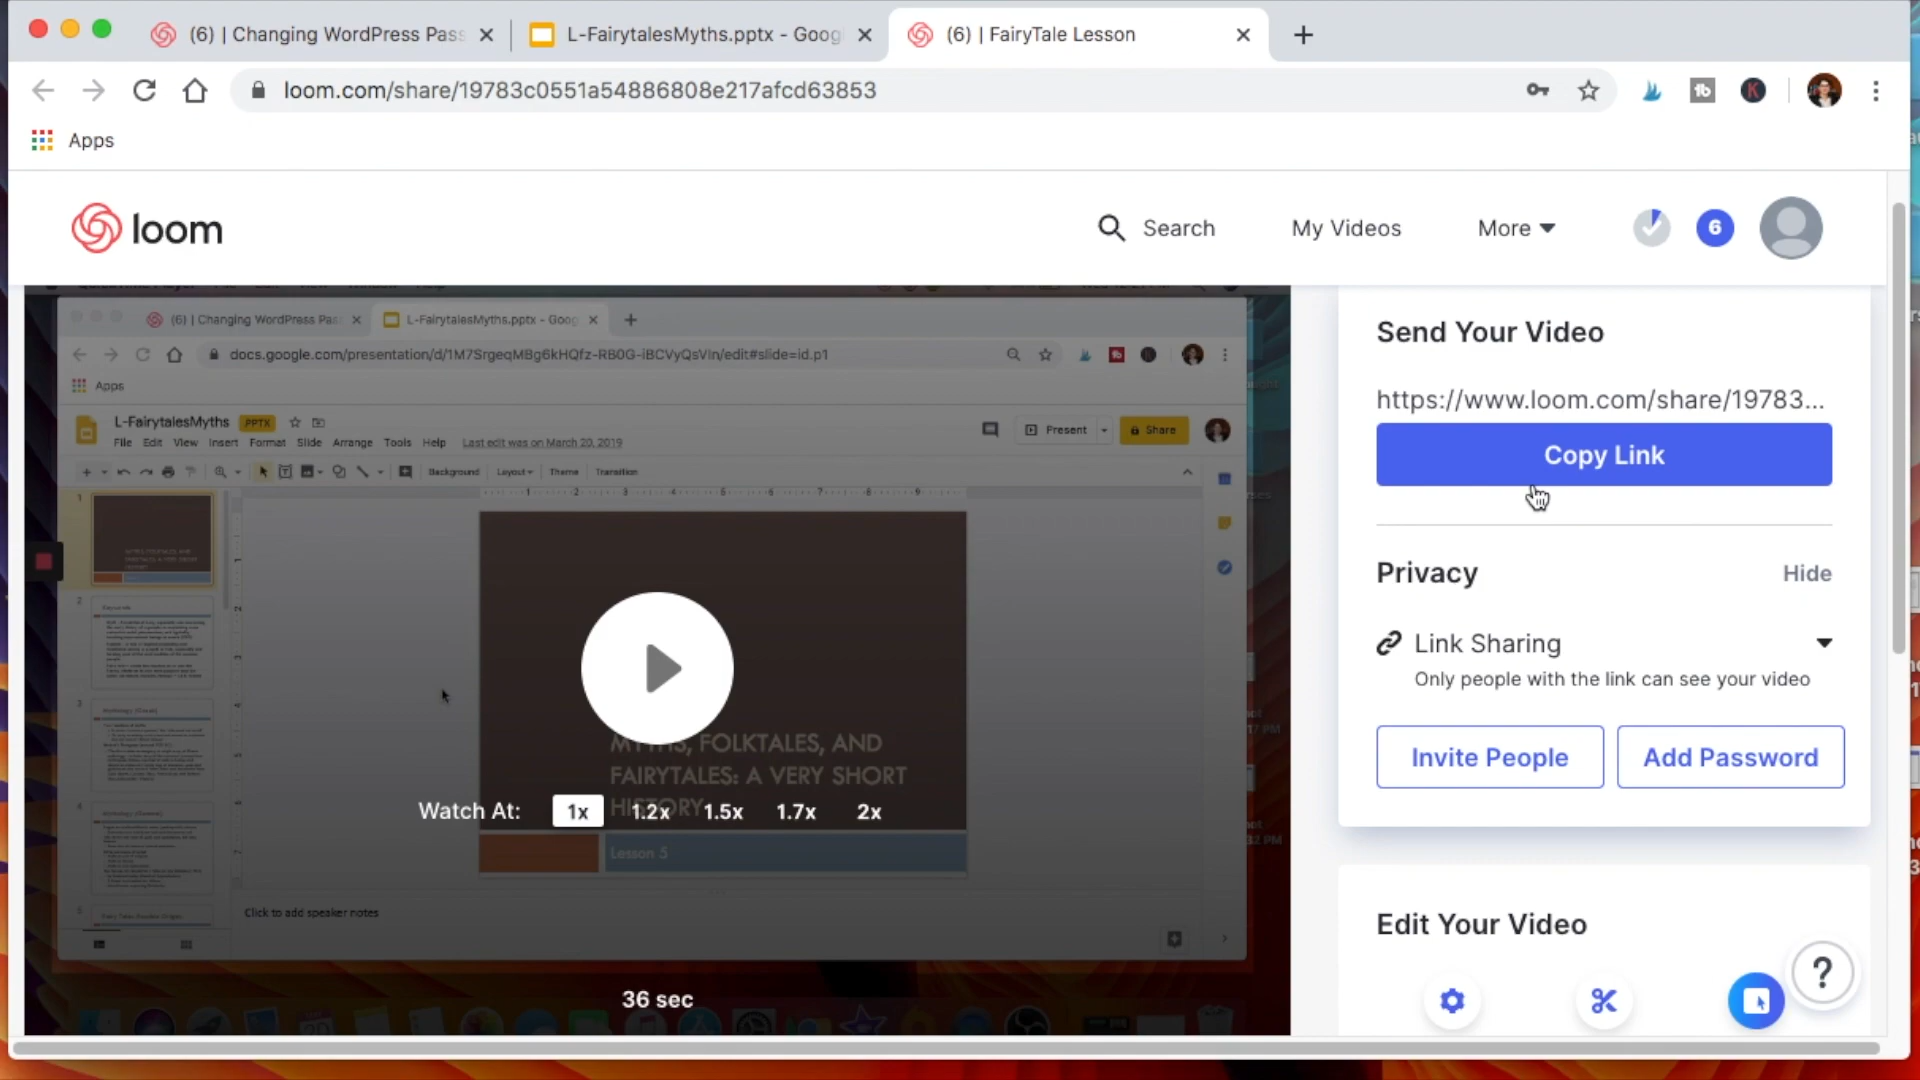 (6) | Changing WordPress Pass
L-FairytalesMyths.pptx - Goog
(6) | FairyTale Lesson
loom.com/share/19783c0551a54886808e217afcd63853
Apps
loom
Search
My Videos
More
6
(6) | Changing WordPress Pas
L-FairytalesMyths.pptx - Goog
docs.google.com/presentation/d/1M7SrgeqMBg6kHQfz-RB0G-iBCVyQsVIn/edit#slide=id.p1
Apps
L-FairytalesMyths PPTX
File Edit View Insert Format Slide Arrange Tools Help Last edit was on March 20, 2019
Present
Share
Background Layout Theme Transition
MYTHS, FOLKTALES, AND
FAIRYTALES: A VERY SHORT
HISTORY
Lesson 5
Watch At: 1x 1.2x 1.5x 1.7x 2x
Click to add speaker notes
36 sec
Send Your Video
https://www.loom.com/share/19783...
Copy Link
Privacy
Hide
Link Sharing
Only people with the link can see your video
Invite People
Add Password
Edit Your Video
?